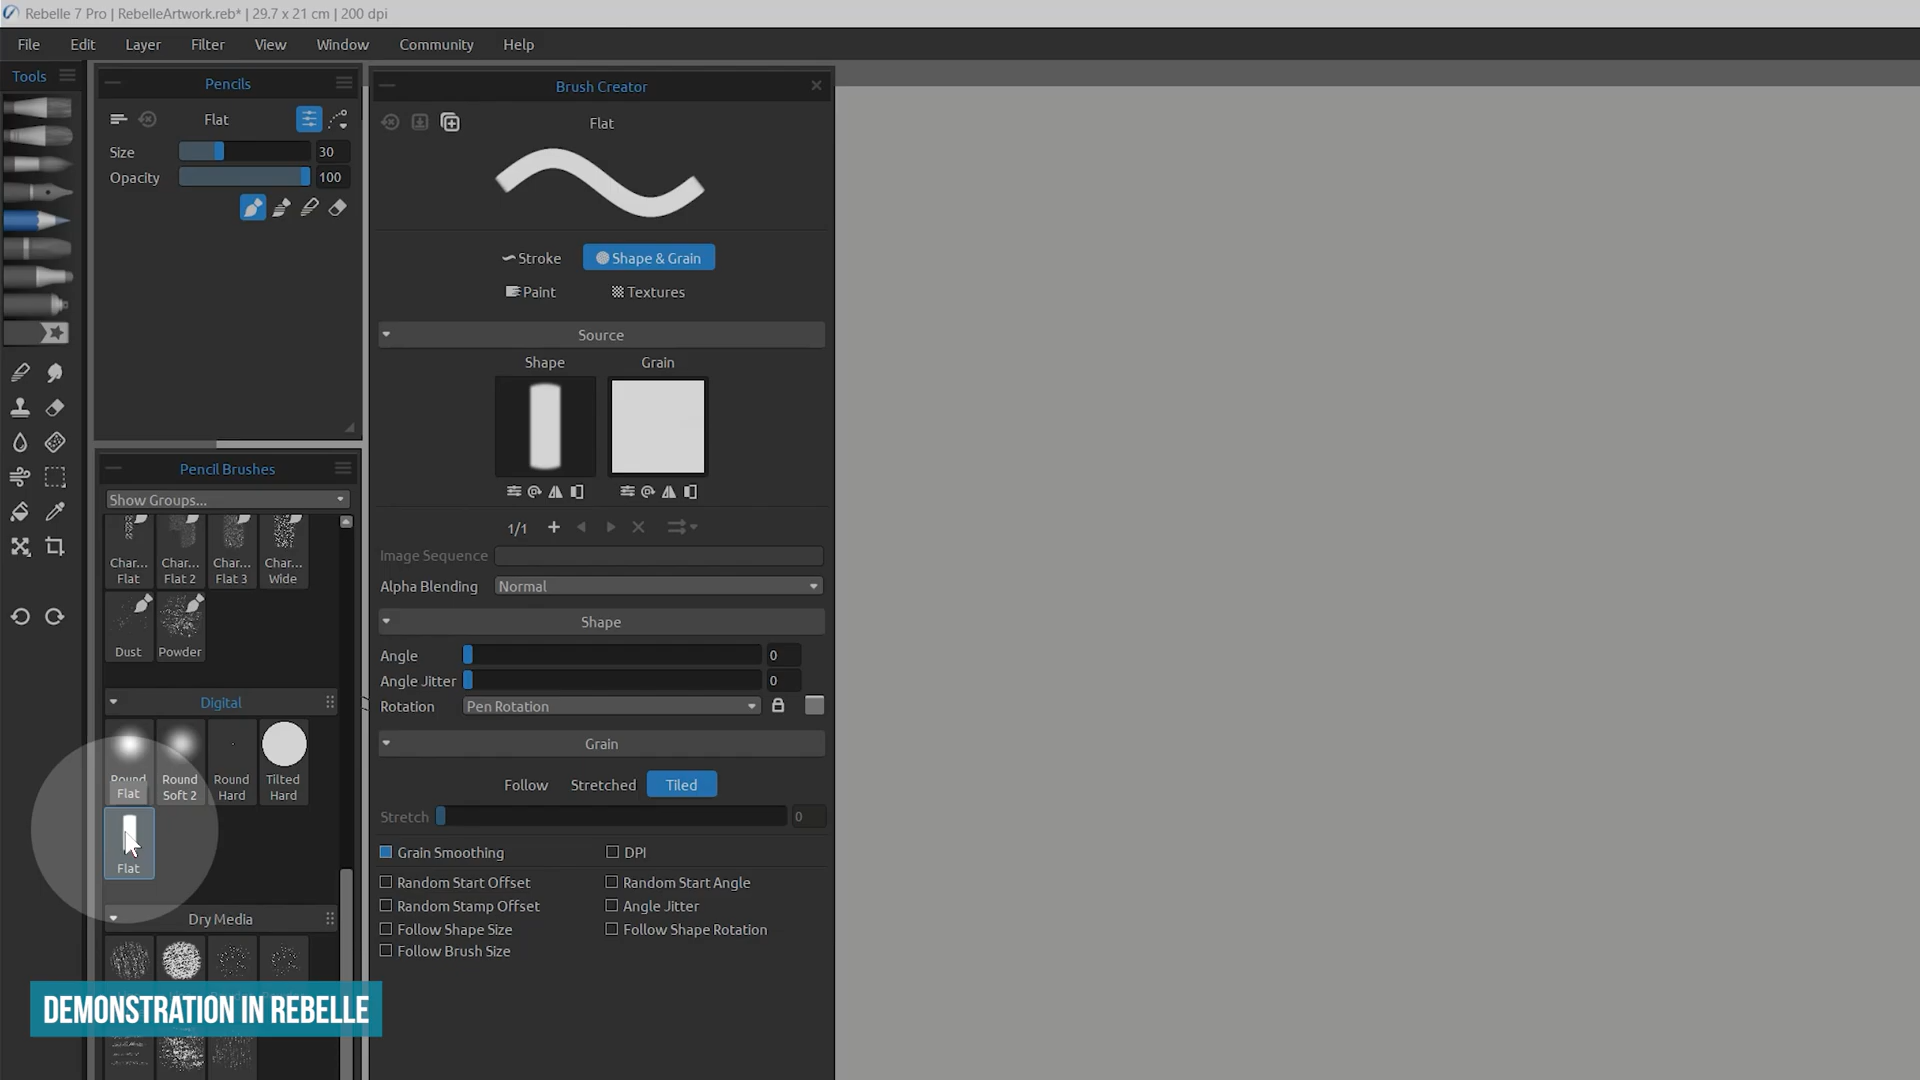 Rebelle 7 Pro | RebelleArtwork.reb* | 29.7 x 21 cm | 200 dpi
File Edit Layer Filter View Window Community Help
Tools
Pencils
Flat
Size 30
Opacity 100
Pencil Brushes
Show Groups...
Char... Flat
Char... Flat 2
Char... Flat 3
Char... Wide
Dust
Powder
Digital
Round
Flat
Round Soft 2
Round Hard
Tilted Hard
Flat
Dry Media
Brush Creator
Flat
Stroke
Shape & Grain
Paint
Textures
Source
Shape
Grain
1/1
Image Sequence
Alpha Blending Normal
Shape
Angle 0
Angle Jitter 0
Rotation Pen Rotation
Grain
Follow Stretched Tiled
Stretch 0
Grain Smoothing
DPI
Random Start Offset
Random Start Angle
Random Stamp Offset
Angle Jitter
Follow Shape Size
Follow Shape Rotation
Follow Brush Size
DEMONSTRATION IN REBELLE